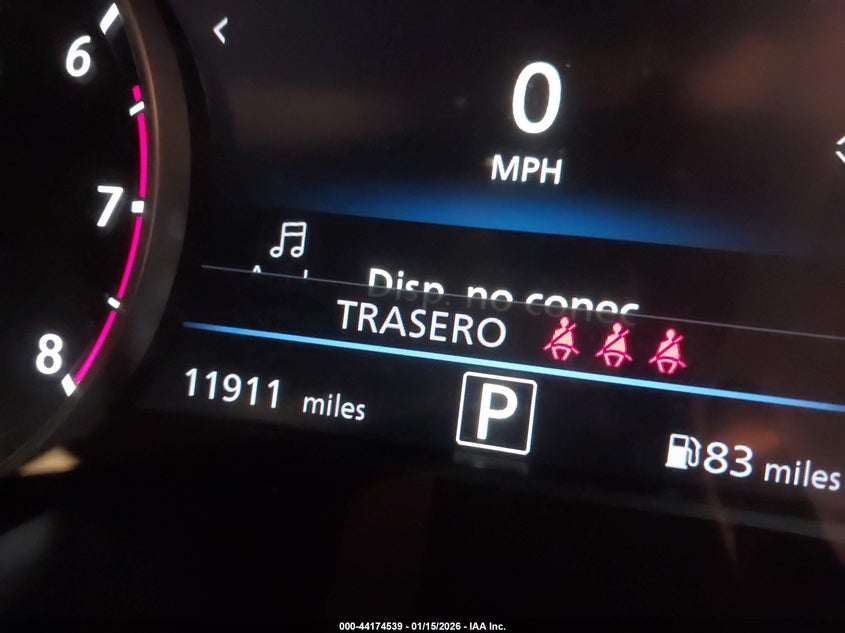 6
7
8
0
MPH
Disp. no conec
TRASERO
11911 miles
P
83 miles
000-44174539 - 01/15/2026 - IAA Inc.